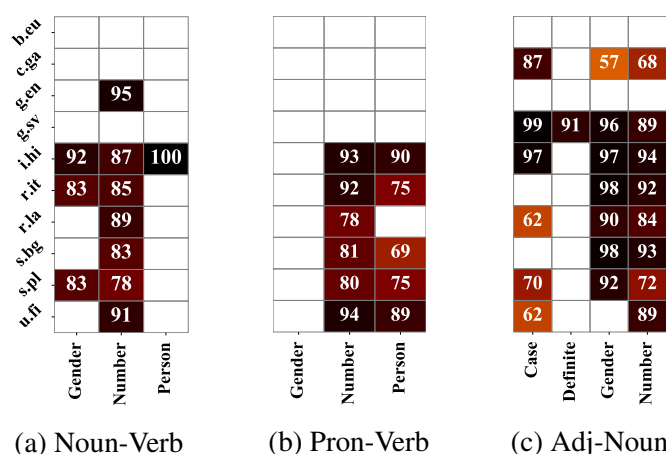 b.eu
c.ga 87 57 68
g.en 95
g.sv 99 91 96 89
i.hi 92 87 100 93 90 97 97 94
r.it 83 85 92 75 98 92
r.la 89 78 62 90 84
s.bg 83 81 69 98 93
s.pl 83 78 80 75 70 92 72
u.fi 91 94 89 62 89
Gender Number Person Gender Number Person Case Definite Gender Number
(a) Noun-Verb (b) Pron-Verb (c) Adj-Noun